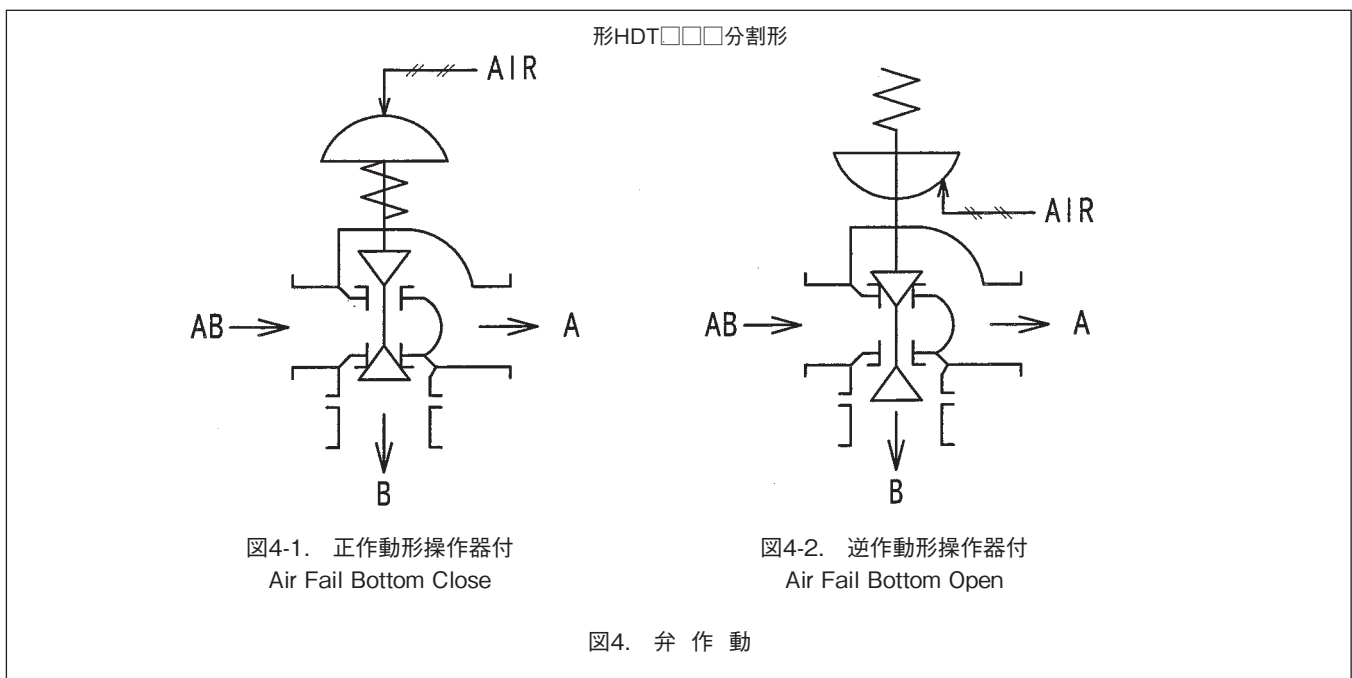 形HDT□□□分割形
AIR
AIR
AB
A
AB
A
B
B
図4-1. 正作動形操作器付
Air Fail Bottom Close
図4-2. 逆作動形操作器付
Air Fail Bottom Open
図4. 弁 作 動